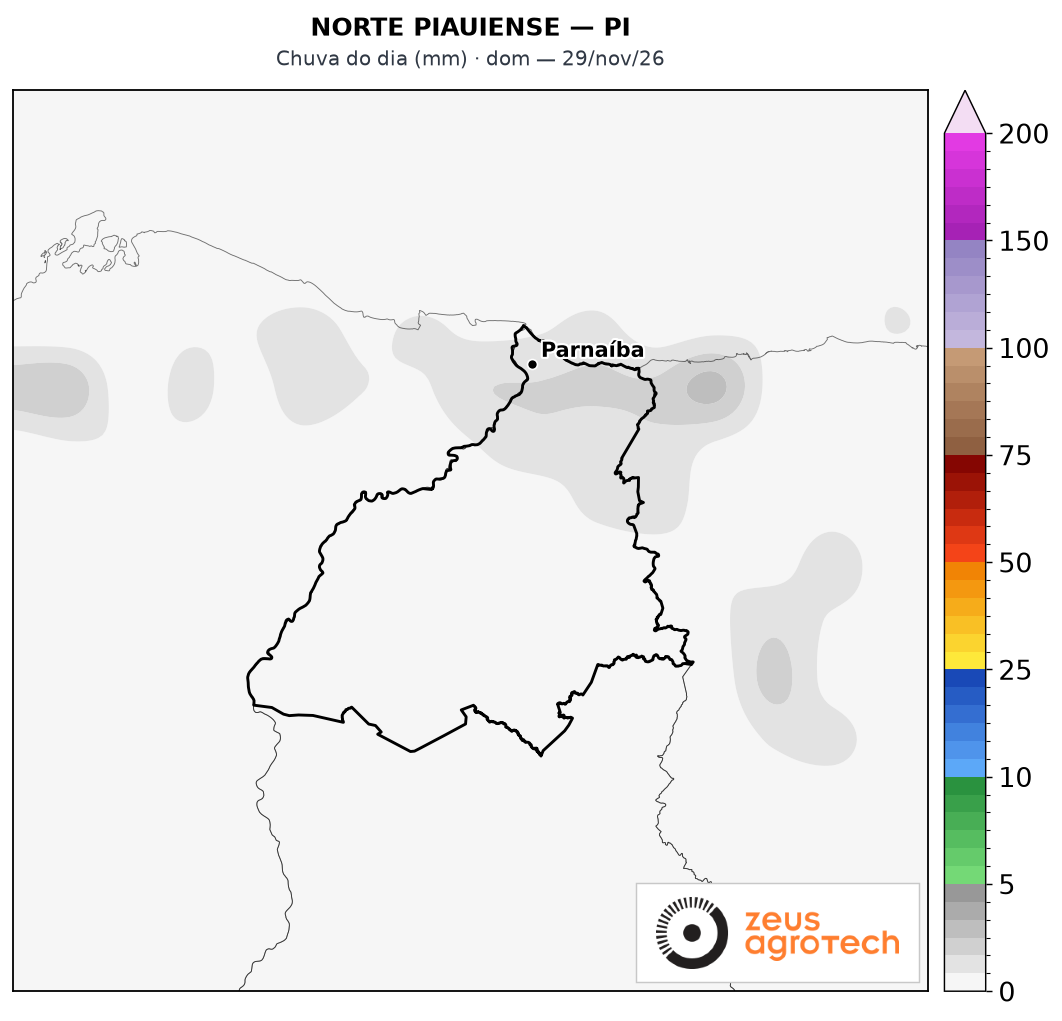 NORTE PIAUIENSE — PI
Chuva do dia (mm) · dom — 29/nov/26
Parnaíba
200
150
100
75
50
25
10
5
0
zeus
agrotech